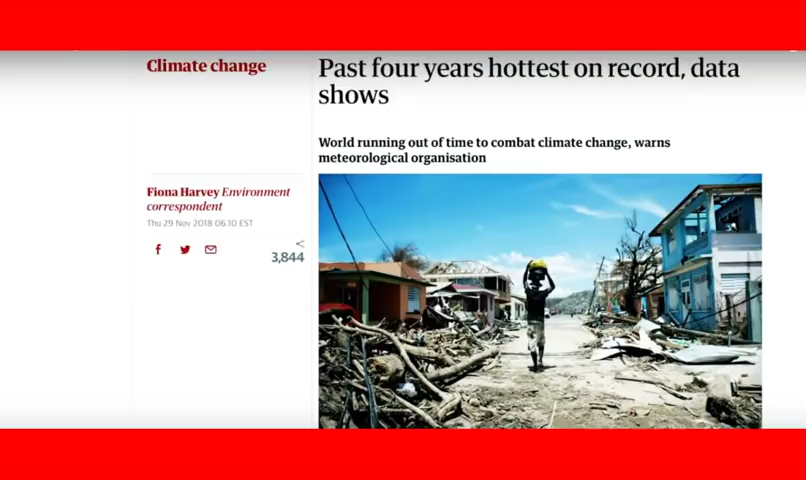 Climate change
Past four years hottest on record, data
shows
World running out of time to combat climate change, warns
meteorological organisation
Fiona Harvey Environment
correspondent
Thu 29 Nov 2018 06.10 EST
3,844